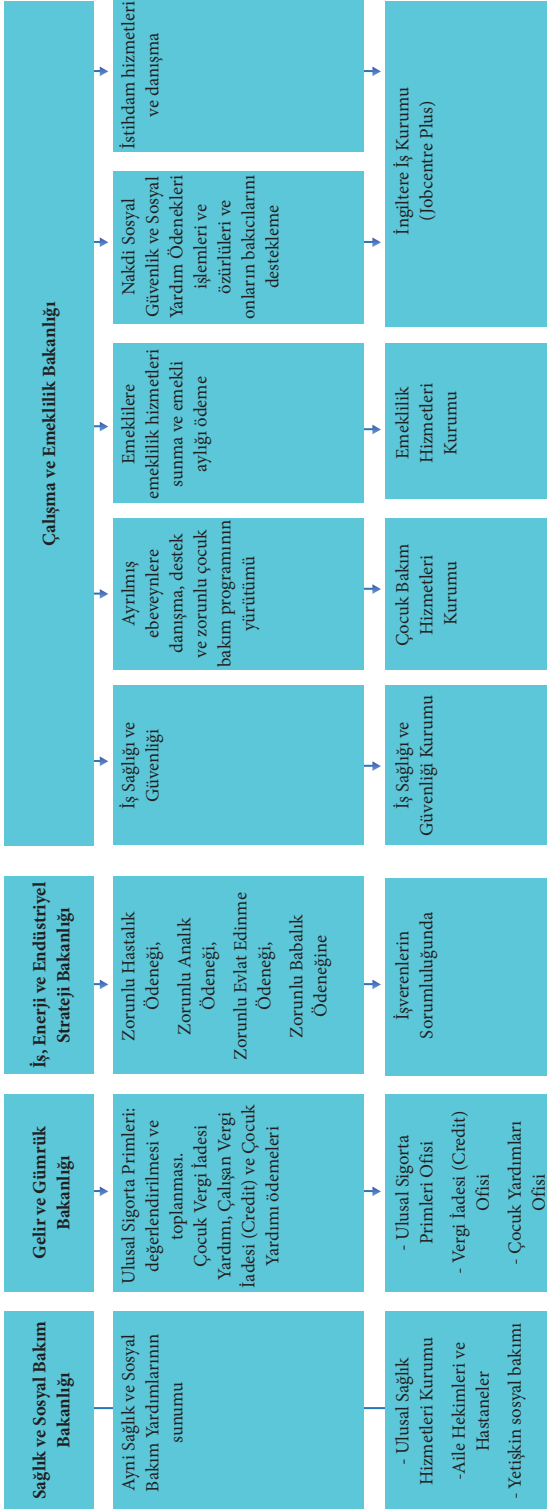 Sağlık ve Sosyal Bakım
Bakanlığı
Gelir ve Gümrük
Bakanlığı
İş, Enerji ve Endüstriyel
Strateji Bakanlığı
Çalışma ve Emeklilik Bakanlığı
Ayni Sağlık ve Sosyal
Bakım Yardımlarının
sunumu
Ulusal Sigorta Primleri:
değerlendirilmesi ve
toplanması.
Çocuk Vergi İadesi
Yardımı, Çalışan Vergi
İadesi (Credit) ve Çocuk
Yardımı ödemeleri
Zorunlu Hastalık
Ödeneği,
Zorunlu Analık
Ödeneği,
Zorunlu Evlat Edinme
Ödeneği,
Zorunlu Babalık
Ödeneğine
İş Sağlığı ve
Güvenliği
Ayrılmış
ebeveynlere
danışma, destek
ve zorunlu çocuk
bakım programının
yürütümü
Emeklilere
emeklilik hizmetleri
sunma ve emekli
aylığı ödeme
Nakdi Sosyal
Güvenlik ve Sosyal
Yardım Ödenekleri
işlemleri ve
özürlüleri ve
onların bakıcılarını
destekleme
İstihdam hizmetleri
ve danışma
- Ulusal Sağlık
Hizmetleri Kurumu
-Aile Hekimleri ve
Hastaneler
- Yetişkin sosyal bakımı
- Ulusal Sigorta
Primleri Ofisi
- Vergi İadesi (Credit)
Ofisi
- Çocuk Yardımları
Ofisi
İşverenlerin
Sorumluluğunda
İş Sağlığı ve
Güvenliği Kurumu
Çocuk Bakım
Hizmetleri
Kurumu
Emeklilik
Hizmetleri
Kurumu
İngiltere İş Kurumu
(Jobcentre Plus)